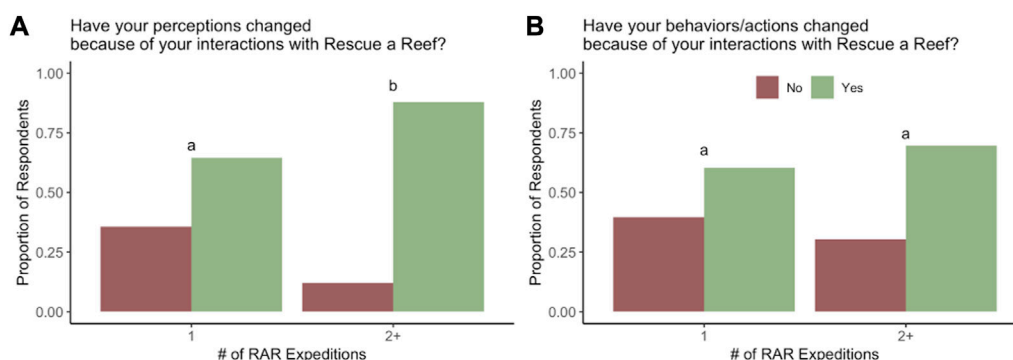 A
Have your perceptions changed
because of your interactions with Rescue a Reef?
1.00
0.75
0.50
0.25
0.00
Proportion of Respondents
a
b
1
2+
# of RAR Expeditions
B
Have your behaviors/actions changed
because of your interactions with Rescue a Reef?
No
Yes
1.00
0.75
0.50
0.25
0.00
Proportion of Respondents
a
a
1
2+
# of RAR Expeditions